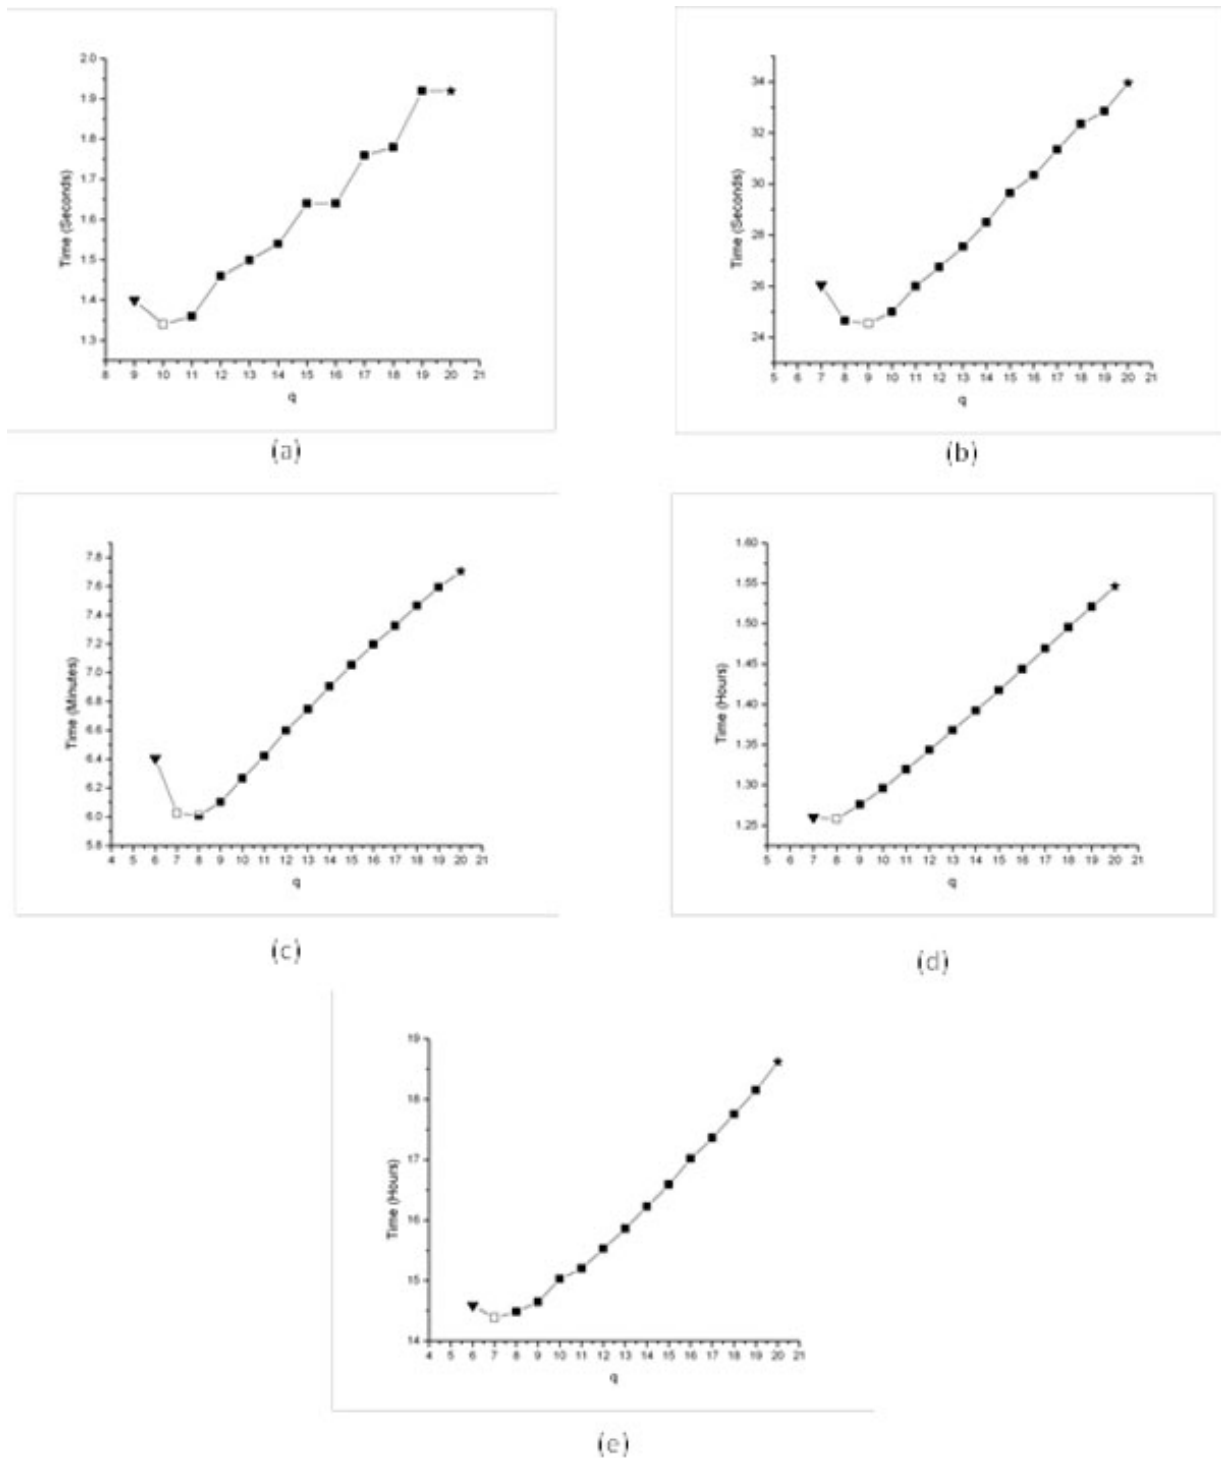 2.0
1.9
1.8
1.7
1.6
1.5
1.4
1.3
Time (Seconds)
8 9 10 11 12 13 14 15 16 17 18 19 20 21
q
(a)
34
32
30
28
26
24
Time (Seconds)
5 6 7 8 9 10 11 12 13 14 15 16 17 18 19 20 21
q
(b)
7.8
7.6
7.4
7.2
7.0
6.8
6.6
6.4
6.2
6.0
5.8
Time (Minutes)
4 5 6 7 8 9 10 11 12 13 14 15 16 17 18 19 20 21
q
(c)
1.60
1.55
1.50
1.45
1.40
1.35
1.30
1.25
Time (Hours)
5 6 7 8 9 10 11 12 13 14 15 16 17 18 19 20 21
q
(d)
19
18
17
16
15
14
Time (Hours)
4 5 6 7 8 9 10 11 12 13 14 15 16 17 18 19 20 21
q
(e)